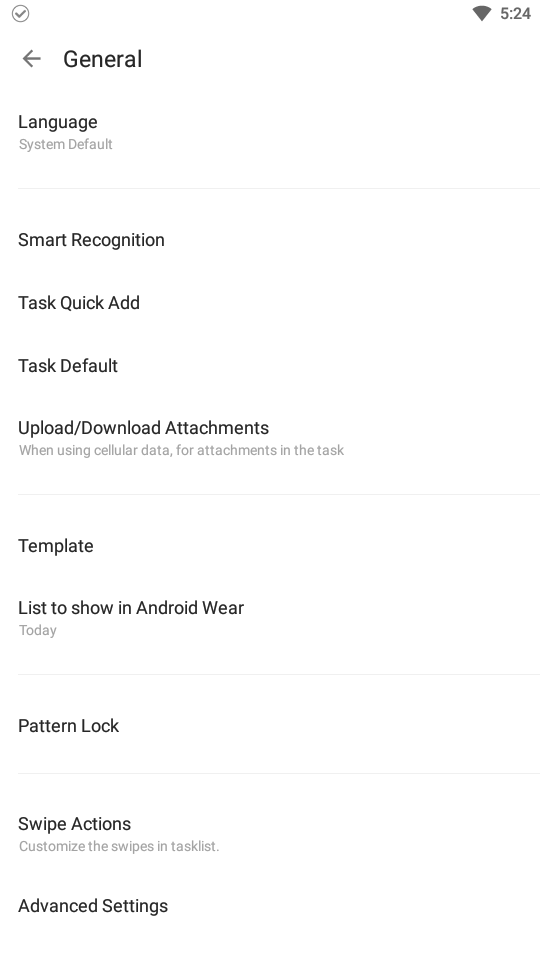 5:24
General
Language
System Default
Smart Recognition
Task Quick Add
Task Default
Upload/Download Attachments
When using cellular data, for attachments in the task
Template
List to show in Android Wear
Today
Pattern Lock
Swipe Actions
Customize the swipes in tasklist.
Advanced Settings